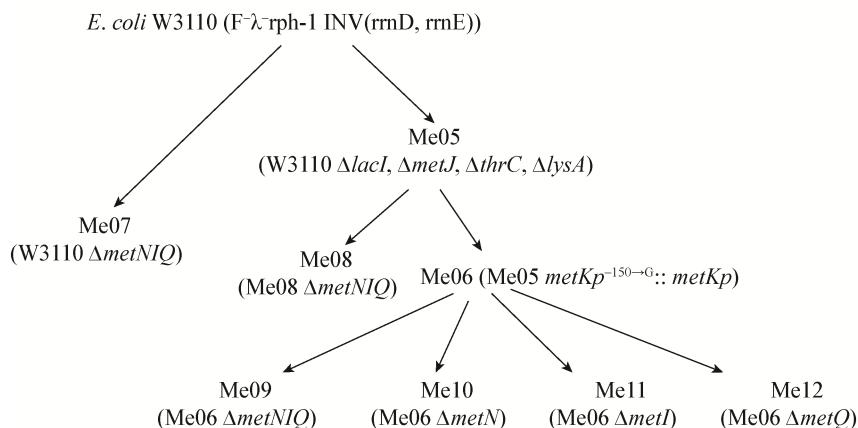 E. coli W3110 (F⁻λ⁻rph-1 INV(rrnD, rrnE))
Me05
(W3110 ΔlacI, ΔmetJ, ΔthrC, ΔlysA)
Me07
(W3110 ΔmetNIQ)
Me08
(Me08 ΔmetNIQ)
Me06 (Me05 metKp⁻¹⁵⁰→ᴳ:: metKp)
Me09
(Me06 ΔmetNIQ)
Me10
(Me06 ΔmetN)
Me11
(Me06 ΔmetI)
Me12
(Me06 ΔmetQ)